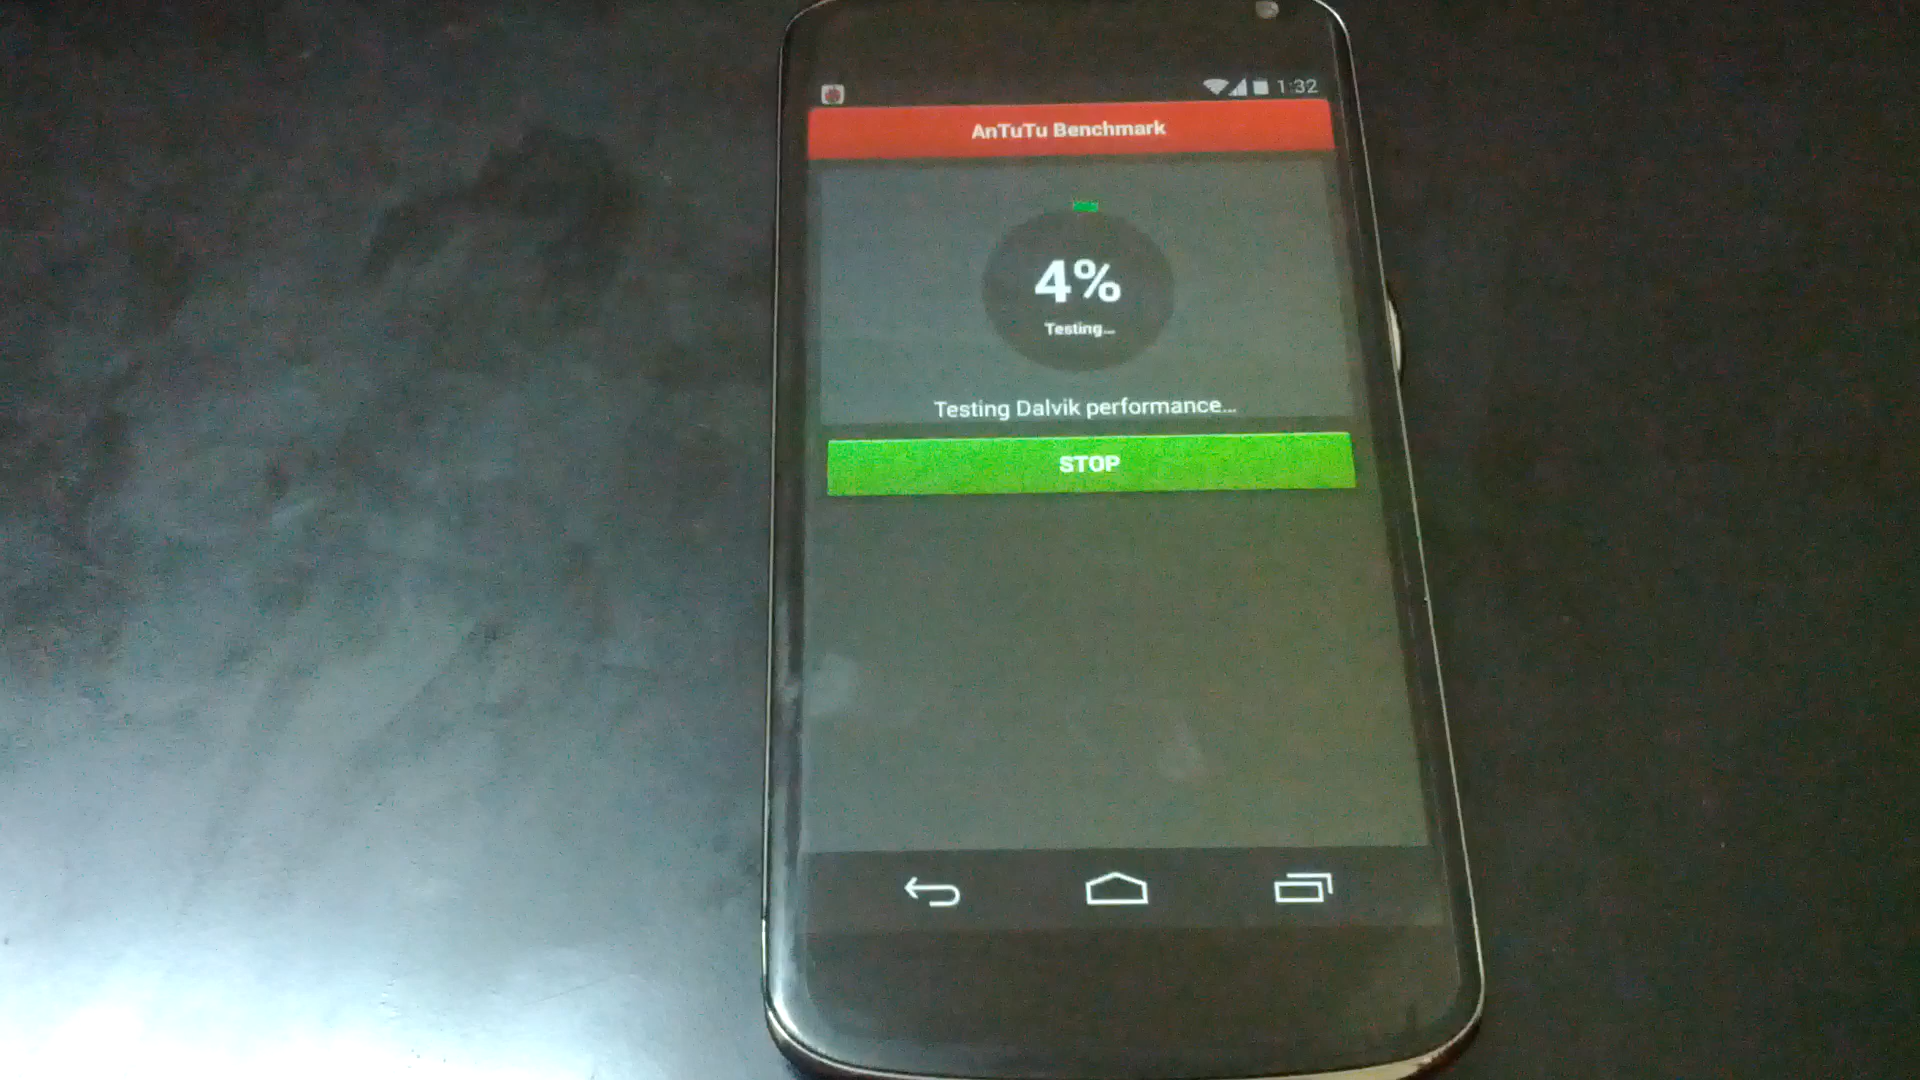 1:32
AnTuTu Benchmark
4%
Testing...
Testing Dalvik performance...
STOP